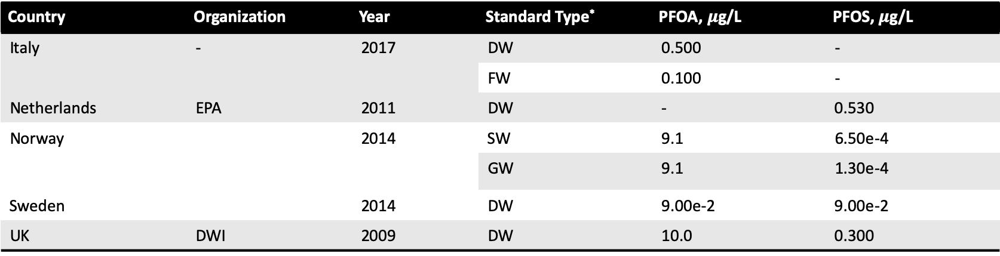 Country Organization Year Standard Type* PFOA, μg/L PFOS, μg/L
Italy - 2017 DW 0.500 -
FW 0.100 -
Netherlands EPA 2011 DW - 0.530
Norway 2014 SW 9.1 6.50e-4
GW 9.1 1.30e-4
Sweden 2014 DW 9.00e-2 9.00e-2
UK DWI 2009 DW 10.0 0.300